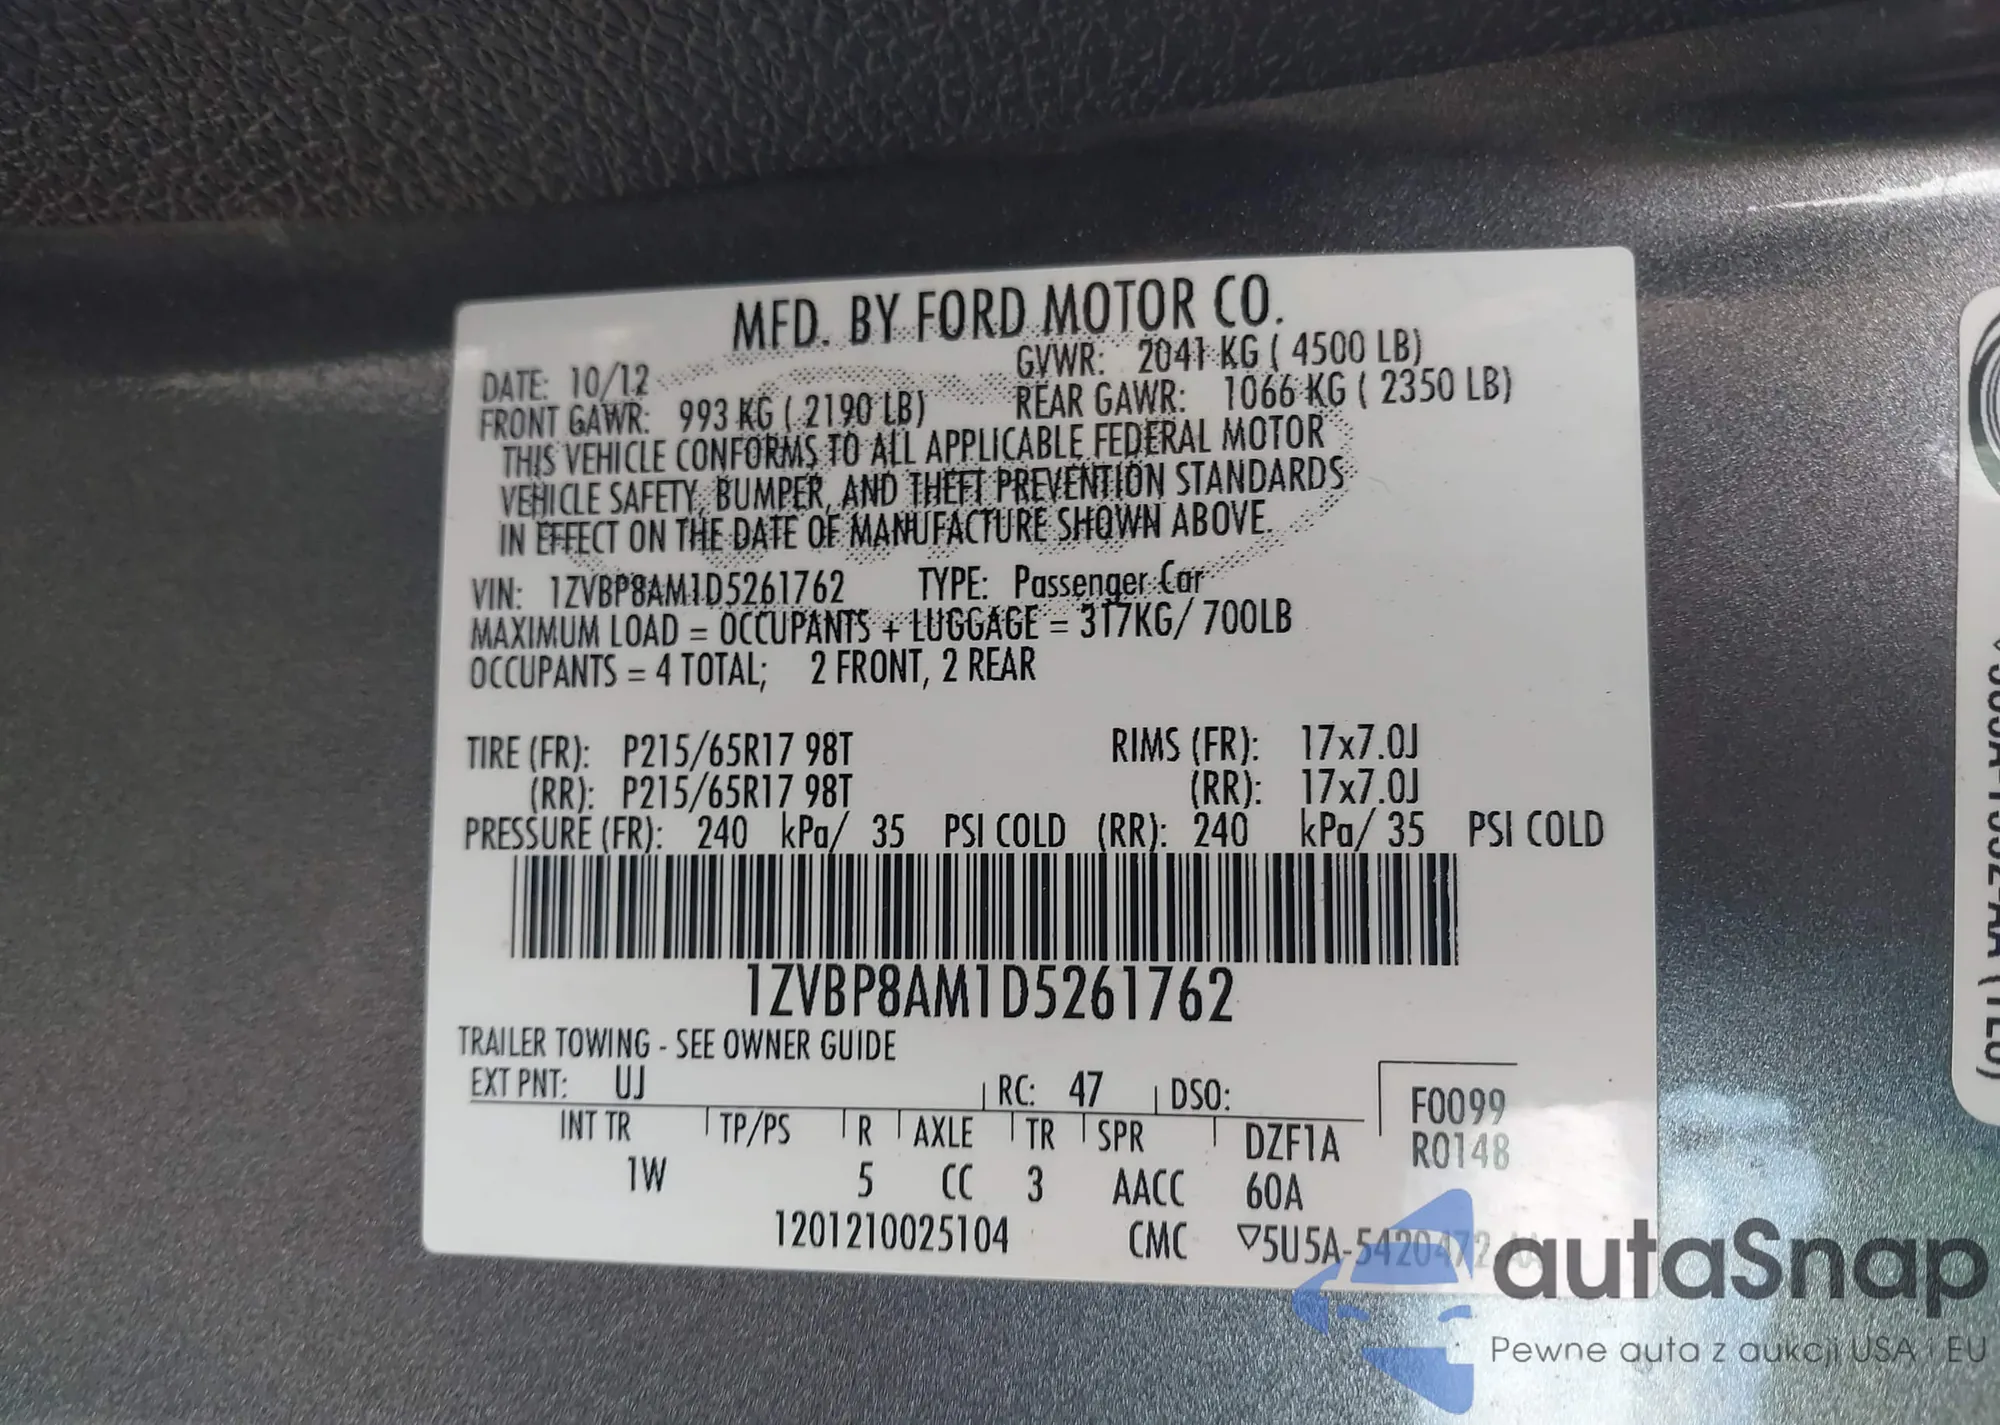 MFD. BY FORD MOTOR CO.
DATE: 10/12 GVWR: 2041 KG ( 4500 LB)
FRONT GAWR: 993 KG ( 2190 LB) REAR GAWR: 1066 KG ( 2350 LB)
THIS VEHICLE CONFORMS TO ALL APPLICABLE FEDERAL MOTOR
VEHICLE SAFETY, BUMPER, AND THEFT PREVENTION STANDARDS
IN EFFECT ON THE DATE OF MANUFACTURE SHOWN ABOVE.
VIN: 1ZVBP8AM1D5261762 TYPE: Passenger Car
MAXIMUM LOAD = OCCUPANTS + LUGGAGE = 317KG/ 700LB
OCCUPANTS = 4 TOTAL; 2 FRONT, 2 REAR
TIRE (FR): P215/65R17 98T RIMS (FR): 17x7.0J
(RR): P215/65R17 98T (RR): 17x7.0J
PRESSURE (FR): 240 kPa/ 35 PSI COLD (RR): 240 kPa/ 35 PSI COLD
1ZVBP8AM1D5261762
TRAILER TOWING - SEE OWNER GUIDE
EXT PNT: UJ RC: 47 DSO: F0099
INT TR TP/PS R AXLE TR SPR DZF1A R0148
1W 5 CC 3 AACC 60A
1201210025104 CMC ▽5U5A-5420472-AA
autaSnap
Pewne auta z aukcji USA i EU